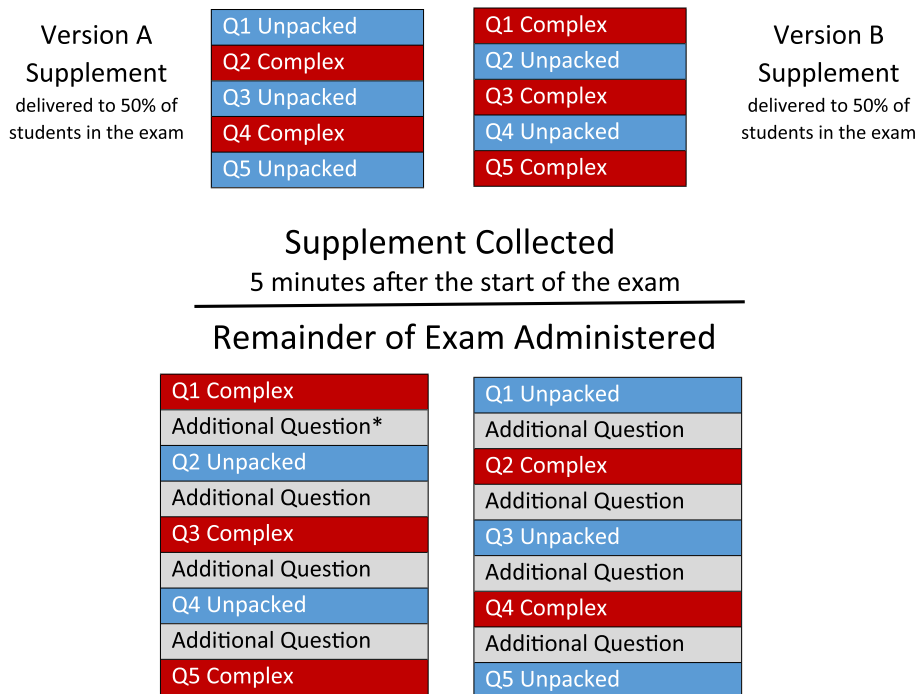 Version A
Supplement
delivered to 50% of
students in the exam
Q1 Unpacked
Q2 Complex
Q3 Unpacked
Q4 Complex
Q5 Unpacked
Q1 Complex
Q2 Unpacked
Q3 Complex
Q4 Unpacked
Q5 Complex
Version B
Supplement
delivered to 50% of
students in the exam
Supplement Collected
5 minutes after the start of the exam
Remainder of Exam Administered
Q1 Complex
Additional Question*
Q2 Unpacked
Additional Question
Q3 Complex
Additional Question
Q4 Unpacked
Additional Question
Q5 Complex
Q1 Unpacked
Additional Question
Q2 Complex
Additional Question
Q3 Unpacked
Additional Question
Q4 Complex
Additional Question
Q5 Unpacked